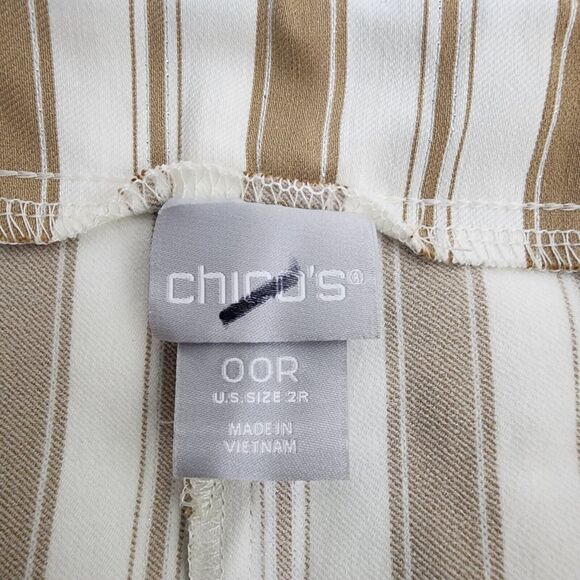 chico's®
00R
U.S. SIZE 2R
MADE IN
VIETNAM